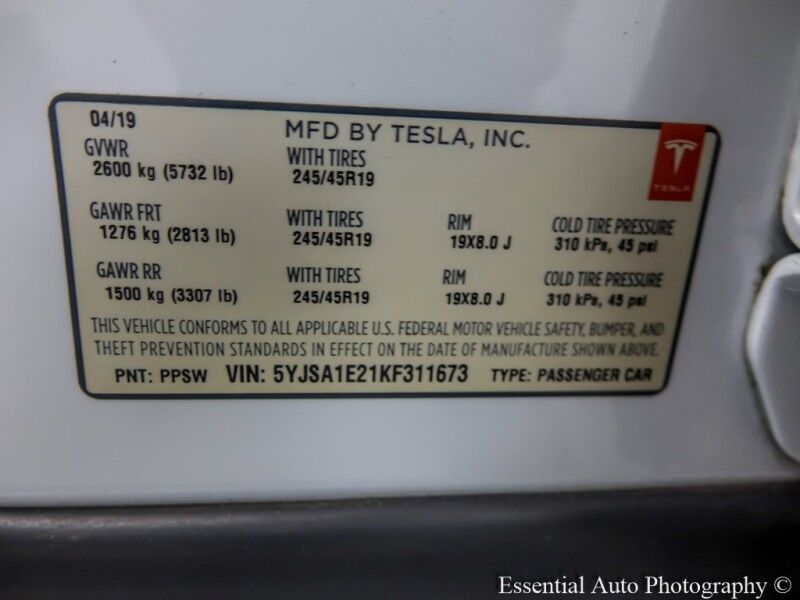 04/19 MFD BY TESLA, INC.
GVWR WITH TIRES
2600 kg (5732 lb) 245/45R19
TESLA
GAWR FRT WITH TIRES RIM COLD TIRE PRESSURE
1276 kg (2813 lb) 245/45R19 19X8.0 J 310 kPa, 45 psi
GAWR RR WITH TIRES RIM COLD TIRE PRESSURE
1500 kg (3307 lb) 245/45R19 19X8.0 J 310 kPa, 45 psi
THIS VEHICLE CONFORMS TO ALL APPLICABLE U.S. FEDERAL MOTOR VEHICLE SAFETY, BUMPER, AND
THEFT PREVENTION STANDARDS IN EFFECT ON THE DATE OF MANUFACTURE SHOWN ABOVE.
PNT: PPSW VIN: 5YJSA1E21KF311673 TYPE: PASSENGER CAR
Essential Auto Photography ©